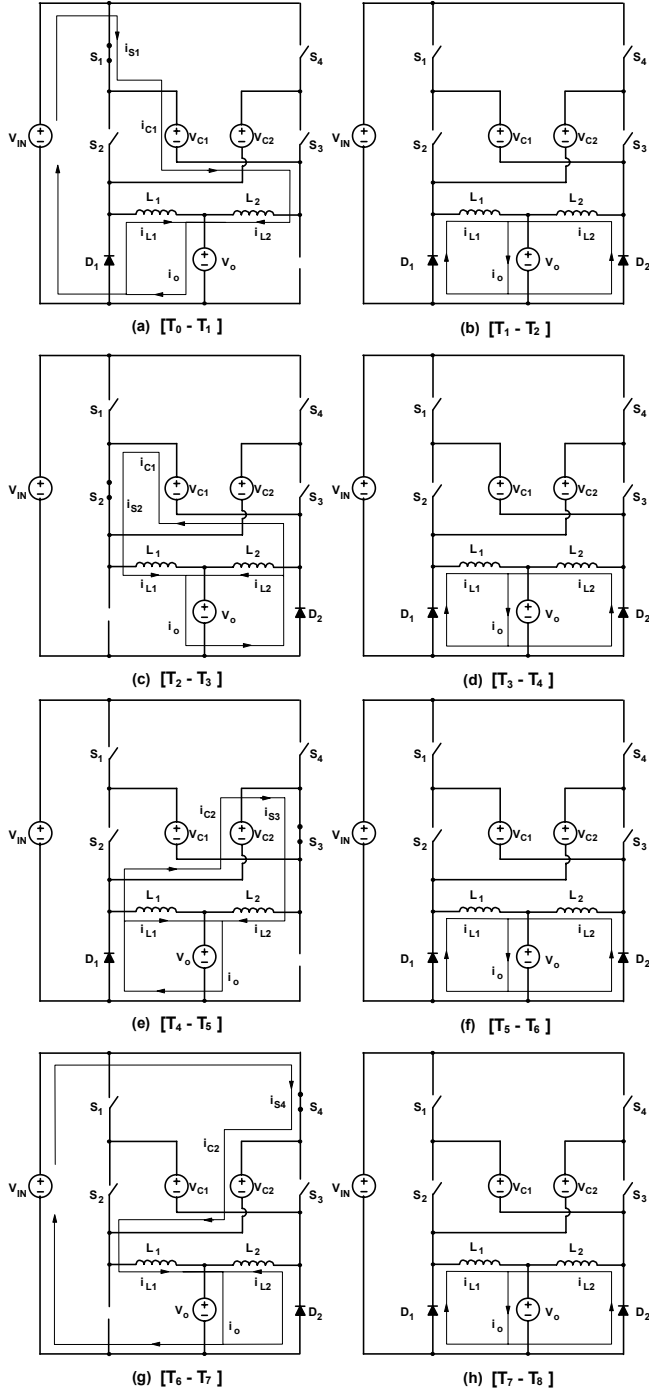 S1 iS1 S4
iC1
VIN S2 VC1 VC2 S3
L1 L2
iL1 iL2
D1 io Vo
(a) [T0 - T1]
S1 S4
VIN S2 VC1 VC2 S3
L1 L2
iL1 iL2
D1 io Vo D2
(b) [T1 - T2]
S1 S4
iC1
VIN S2 iS2 VC1 VC2 S3
L1 L2
iL1 iL2
io Vo D2
(c) [T2 - T3]
S1 S4
VIN S2 VC1 VC2 S3
L1 L2
iL1 iL2
D1 io Vo D2
(d) [T3 - T4]
S1 S4
iC2 iS3
VIN S2 VC1 VC2 S3
L1 L2
iL1 iL2
D1 Vo io
(e) [T4 - T5]
S1 S4
VIN S2 VC1 VC2 S3
L1 L2
iL1 iL2
D1 io Vo D2
(f) [T5 - T6]
S1 iS4 S4
iC2
VIN S2 VC1 VC2 S3
L1 L2
iL1 iL2
Vo io D2
(g) [T6 - T7]
S1 S4
VIN S2 VC1 VC2 S3
L1 L2
iL1 iL2
D1 io Vo D2
(h) [T7 - T8]